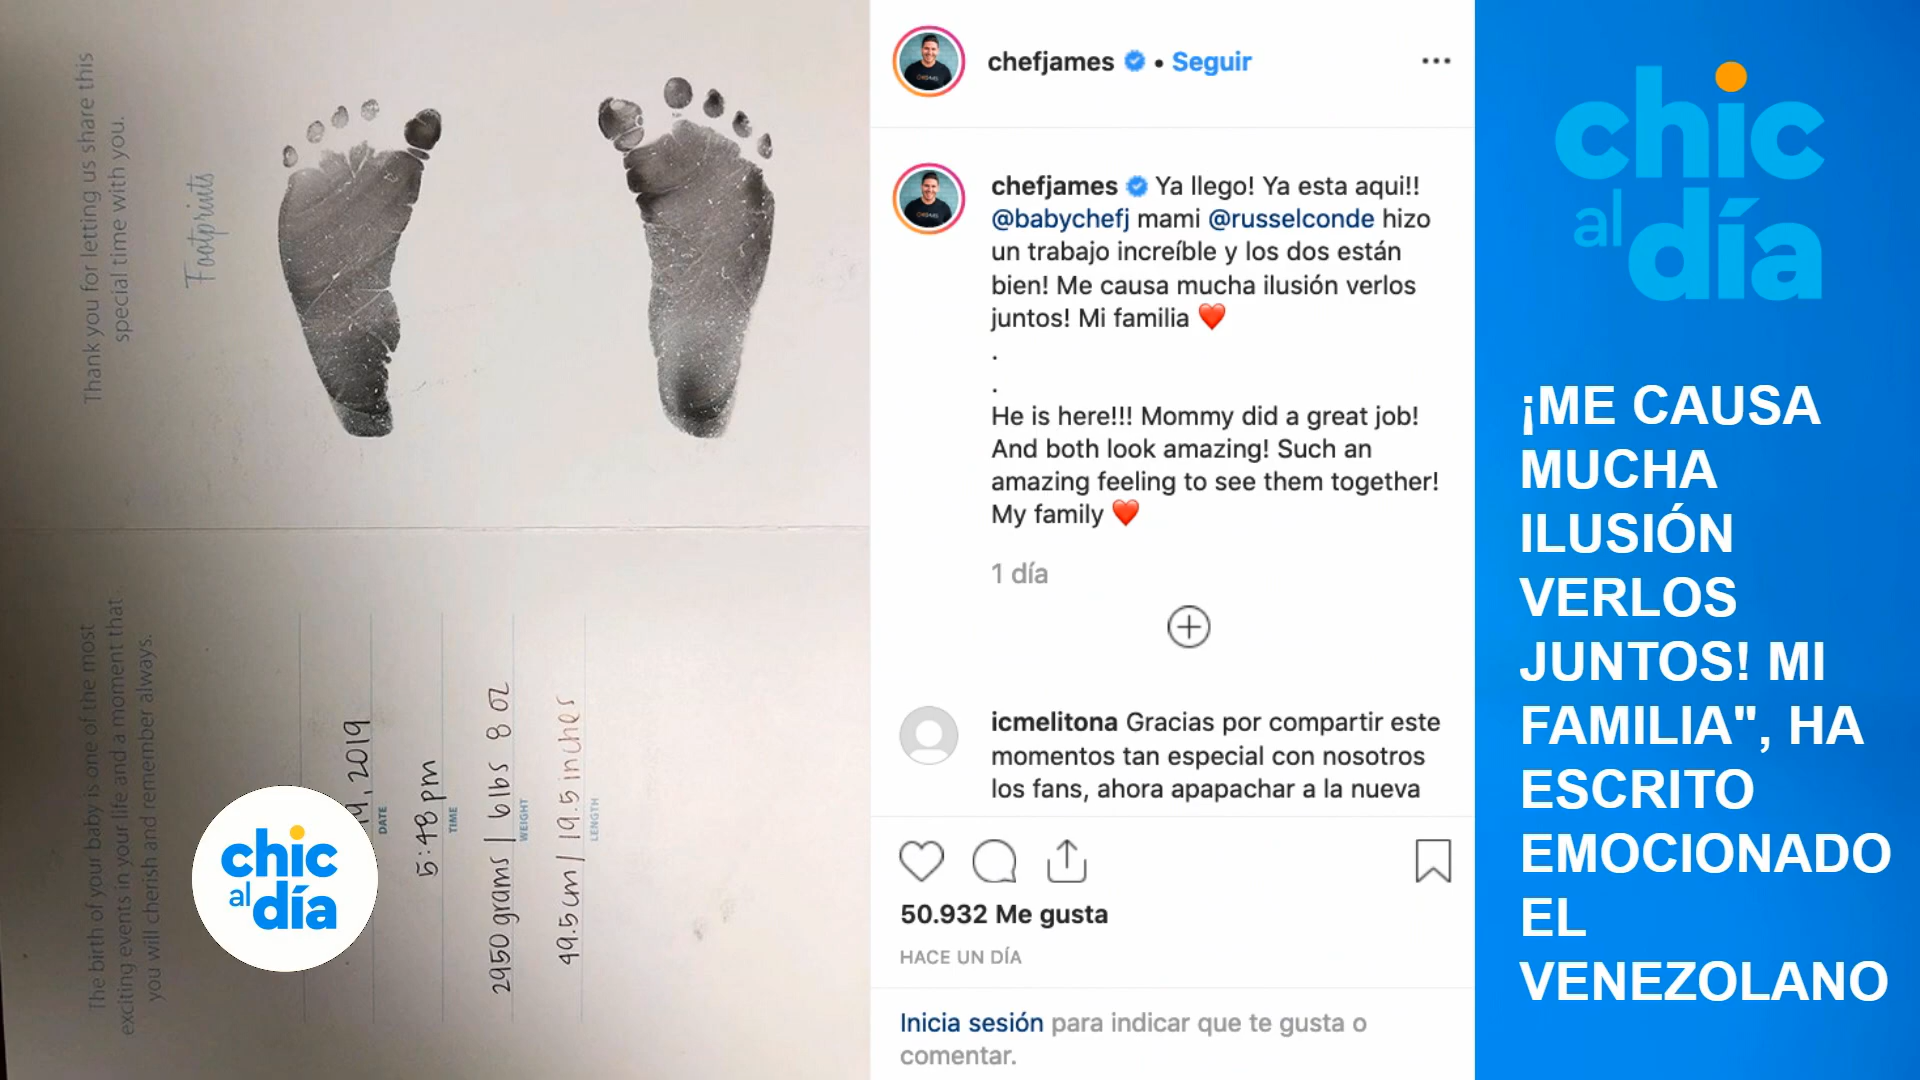 Thank you for letting us share this
special time with you.
Footprints
The birth of your baby is one of the most
exciting events in your life and a moment that
you will cherish and remember always.
19, 2019
DATE
5:48 pm
TIME
2950 grams / 6 lbs 8 oz
WEIGHT
49.5 cm / 19.5 inches
LENGTH
chic
al día
chefjames • Seguir
chefjames Ya llego! Ya esta aqui!!
@babychefj mami @russelconde hizo
un trabajo increíble y los dos están
bien! Me causa mucha ilusión verlos
juntos! Mi familia ❤️
.
.
He is here!!! Mommy did a great job!
And both look amazing! Such an
amazing feeling to see them together!
My family ❤️
1 día
icmelitona Gracias por compartir este
momentos tan especial con nosotros
los fans, ahora apapachar a la nueva
50.932 Me gusta
HACE UN DÍA
Inicia sesión para indicar que te gusta o
comentar.
chic
al día
¡ME CAUSA
MUCHA
ILUSIÓN
VERLOS
JUNTOS! MI
FAMILIA", HA
ESCRITO
EMOCIONADO
EL
VENEZOLANO